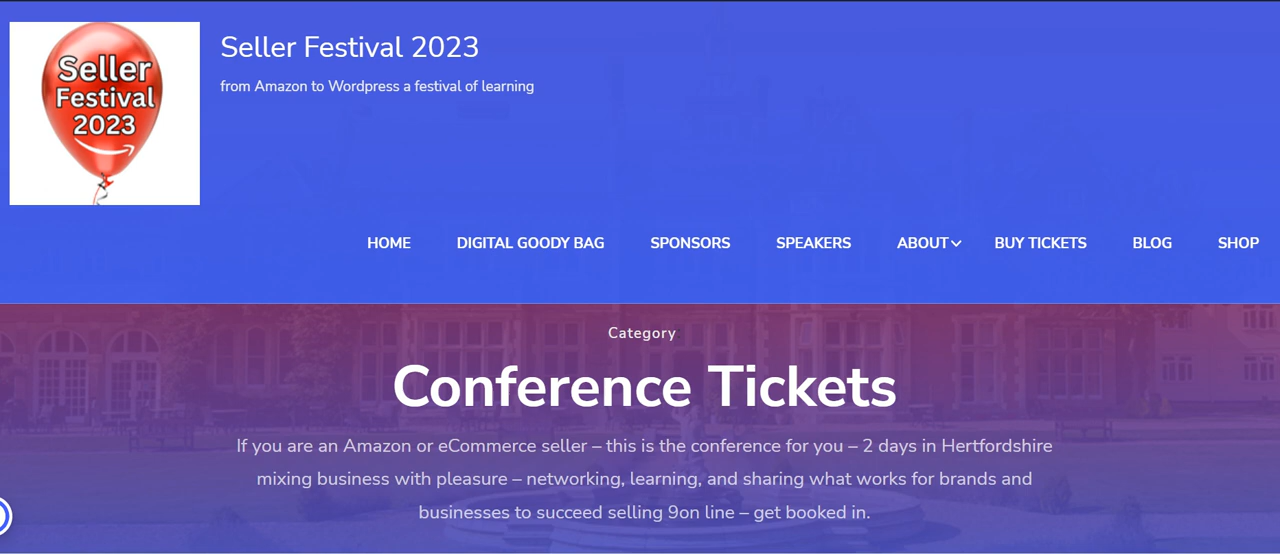 Seller
Festival
2023
Seller Festival 2023
from Amazon to Wordpress a festival of learning
HOME DIGITAL GOODY BAG SPONSORS SPEAKERS ABOUT BUY TICKETS BLOG SHOP
Category
Conference Tickets
If you are an Amazon or eCommerce seller – this is the conference for you – 2 days in Hertfordshire
mixing business with pleasure – networking, learning, and sharing what works for brands and
businesses to succeed selling 9on line – get booked in.